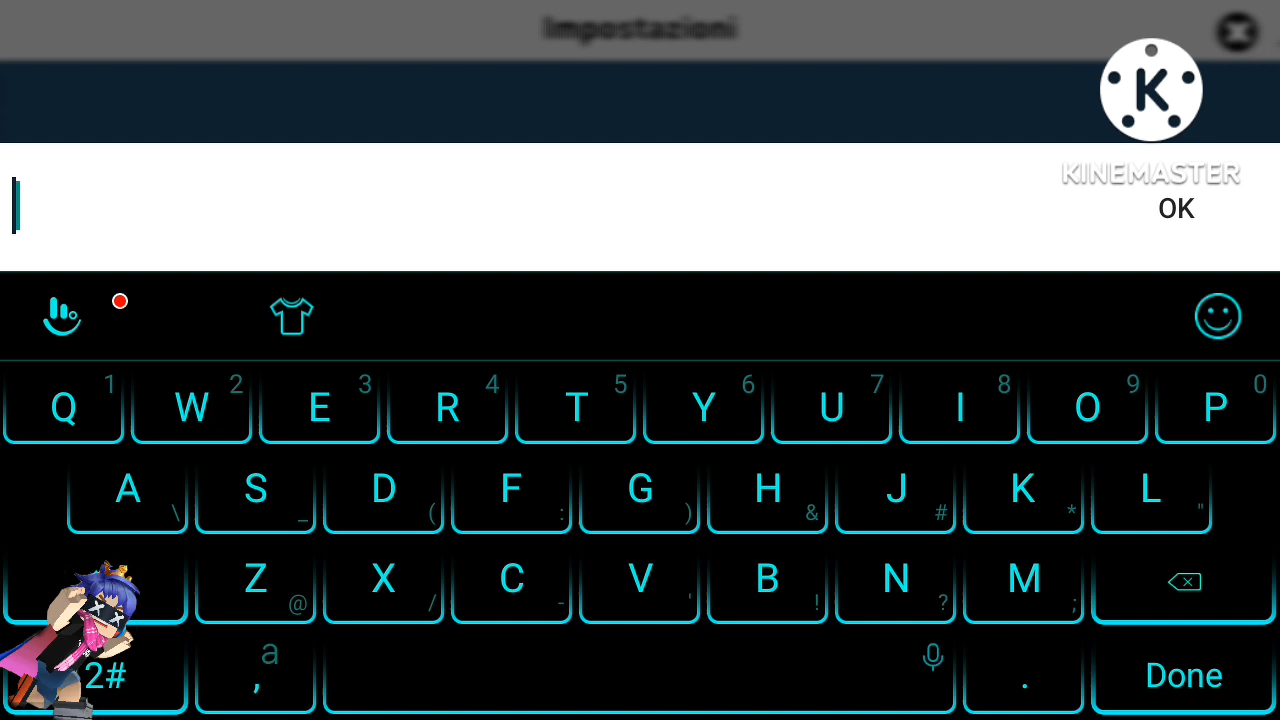 Impostazioni
K
KINEMASTER
OK
1 2 3 4 5 6 7 8 9 0
Q W E R T Y U I O P
A S D F G H J K L
\ _ ( : ) & # * "
Z X C V B N M
@ / - ' ! ? ;
a
2# , . Done